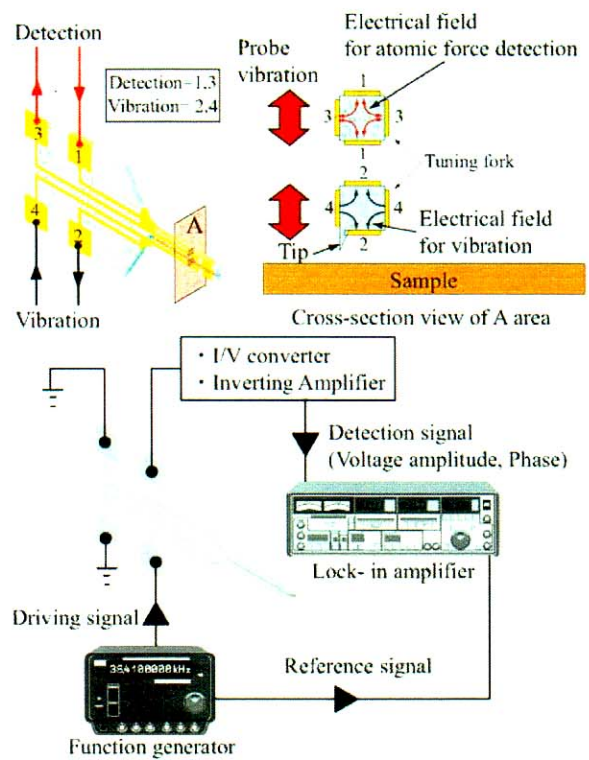 Detection
Detection=1.3
Vibration=2,4
3
1
4
2
A
Vibration
Probe
vibration
Electrical field
for atomic force detection
1
3
3
1
Tuning fork
2
4
4
2
Electrical field
for vibration
Tip
Sample
Cross-section view of A area
· I/V converter
· Inverting Amplifier
Detection signal
(Voltage amplitude, Phase)
Lock- in amplifier
Driving signal
Reference signal
Function generator